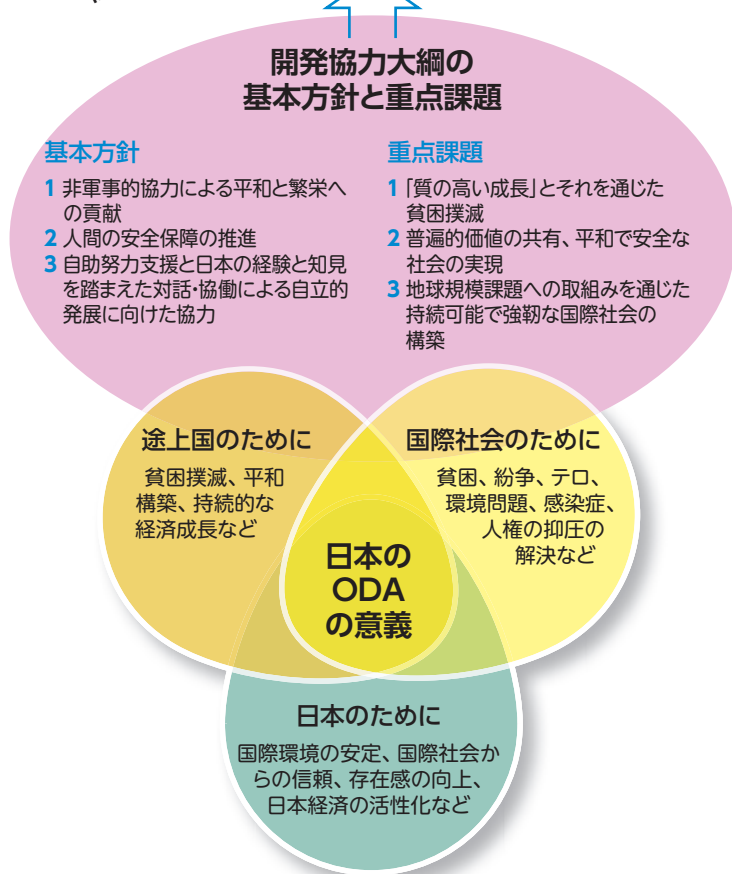 開発協力大綱の
基本方針と重点課題
基本方針
1 非軍事的協力による平和と繁栄へ
の貢献
2 人間の安全保障の推進
3 自助努力支援と日本の経験と知見
を踏まえた対話・協働による自立的
発展に向けた協力
重点課題
1 「質の高い成長」とそれを通じた
貧困撲滅
2 普遍的価値の共有、平和で安全な
社会の実現
3 地球規模課題への取組みを通じた
持続可能で強靭な国際社会の
構築
途上国のために
貧困撲滅、平和
構築、持続的な
経済成長など
国際社会のために
貧困、紛争、テロ、
環境問題、感染症、
人権の抑圧の
解決など
日本の
ODA
の意義
日本のために
国際環境の安定、国際社会か
らの信頼、存在感の向上、
日本経済の活性化など